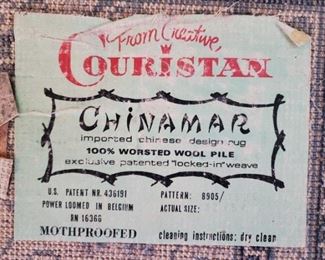 "From Creative
COURISTAN
CHINAMAR
imported chinese design rug
100% WORSTED WOOL PILE
exclusive patented "locked-in" weave
U.S. PATENT NR. 436191
POWER LOOMED IN BELGIUM
RN 16366
MOTHPROOFED
PATTERN: 8905/
ACTUAL SIZE:
cleaning instructions: dry clean